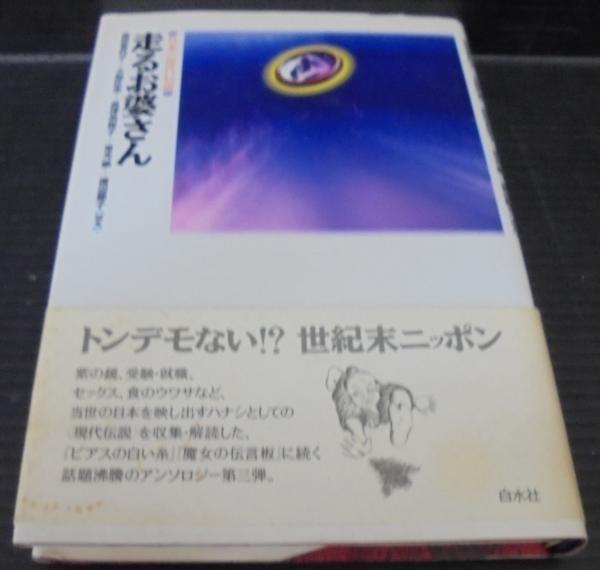 走るお婆さん
トンデモない!? 世紀末ニッポン
紫の鏡、受験・就職、
セックス、食のウワサなど、
当世の日本を映し出すハナシとしての
〈現代伝説〉を収集・解読した、
「ピアスの白い糸」「魔女の伝言板」に続く
話題沸騰のアンソロジー第三弾。
白水社